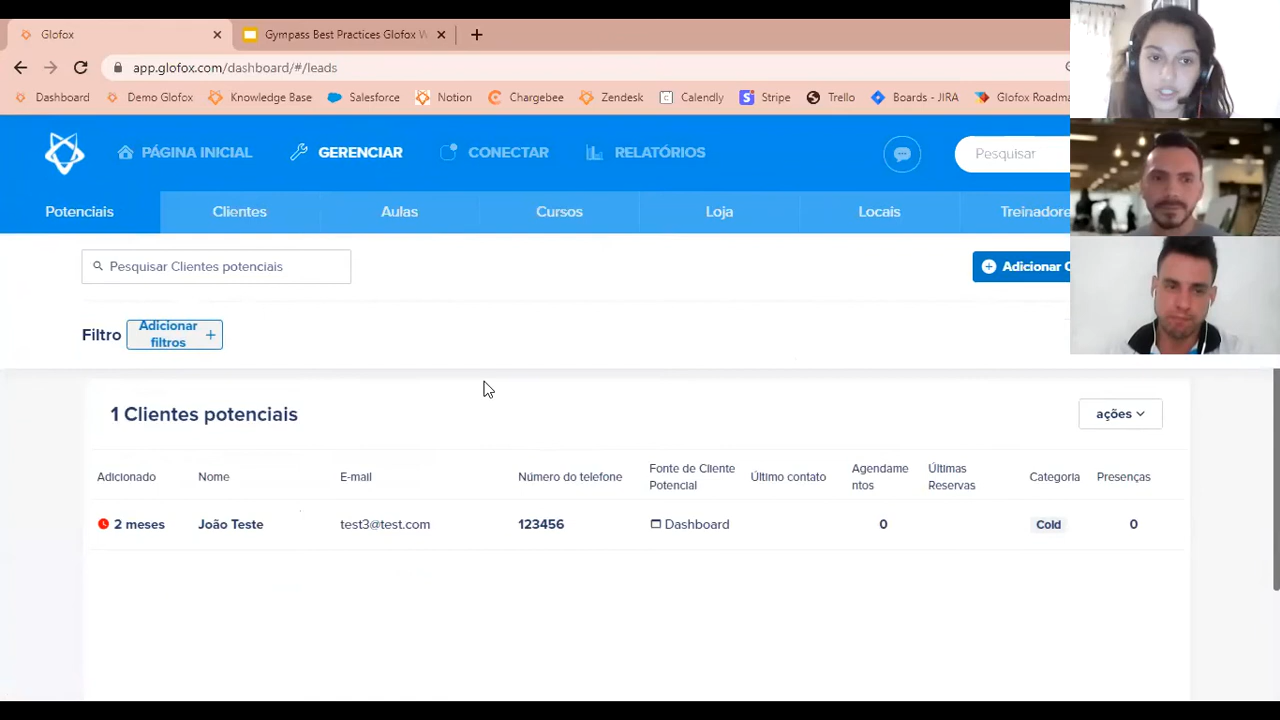 Glofox
Gympass Best Practices Glofox W
app.glofox.com/dashboard/#/leads
Dashboard
Demo Glofox
Knowledge Base
Salesforce
Notion
Chargebee
Zendesk
Calendly
Stripe
Trello
Boards - JIRA
Glofox Roadma
PÁGINA INICIAL
GERENCIAR
CONECTAR
RELATÓRIOS
Pesquisar
Potenciais
Clientes
Aulas
Cursos
Loja
Locais
Treinadore
Pesquisar Clientes potenciais
Adicionar C
Filtro
Adicionar
filtros
1 Clientes potenciais
ações
Adicionado
Nome
E-mail
Número do telefone
Fonte de Cliente
Potencial
Último contato
Agendame
ntos
Últimas
Reservas
Categoria
Presenças
2 meses
João Teste
test3@test.com
123456
Dashboard
0
Cold
0